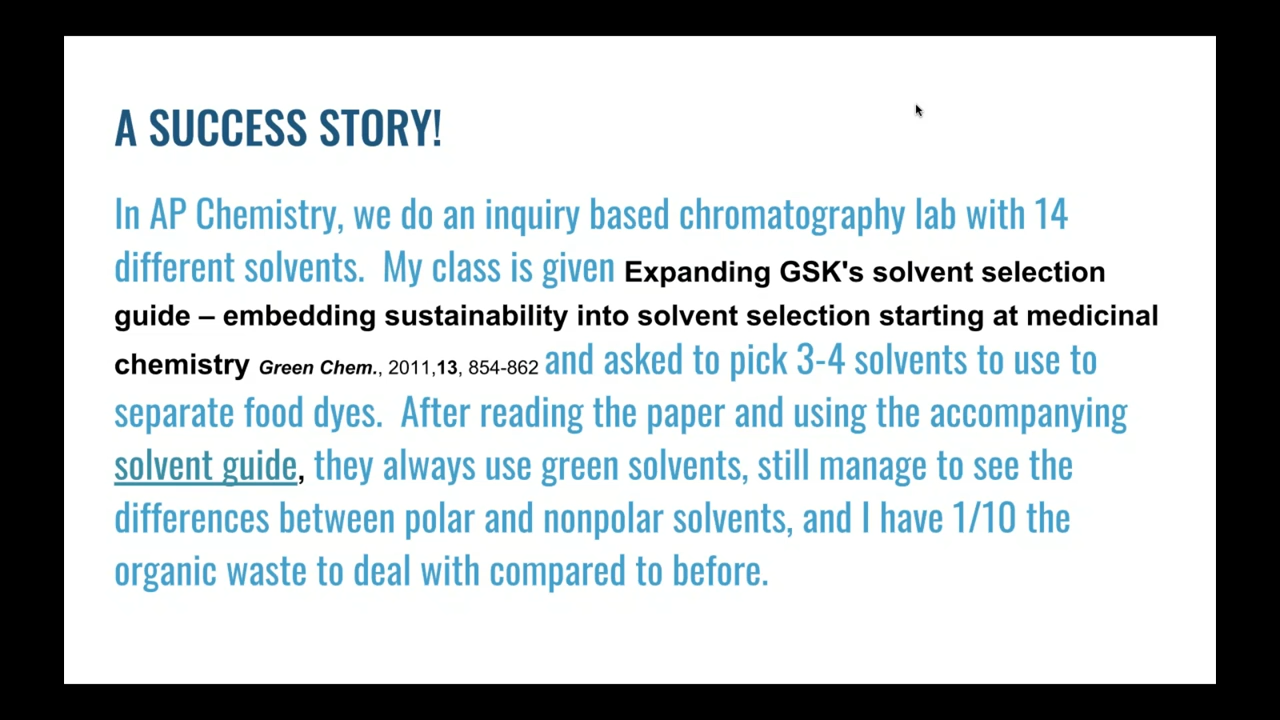 A SUCCESS STORY!
In AP Chemistry, we do an inquiry based chromatography lab with 14
different solvents.  My class is given Expanding GSK's solvent selection
guide – embedding sustainability into solvent selection starting at medicinal
chemistry Green Chem., 2011,13, 854-862 and asked to pick 3-4 solvents to use to
separate food dyes.  After reading the paper and using the accompanying
solvent guide, they always use green solvents, still manage to see the
differences between polar and nonpolar solvents, and I have 1/10 the
organic waste to deal with compared to before.